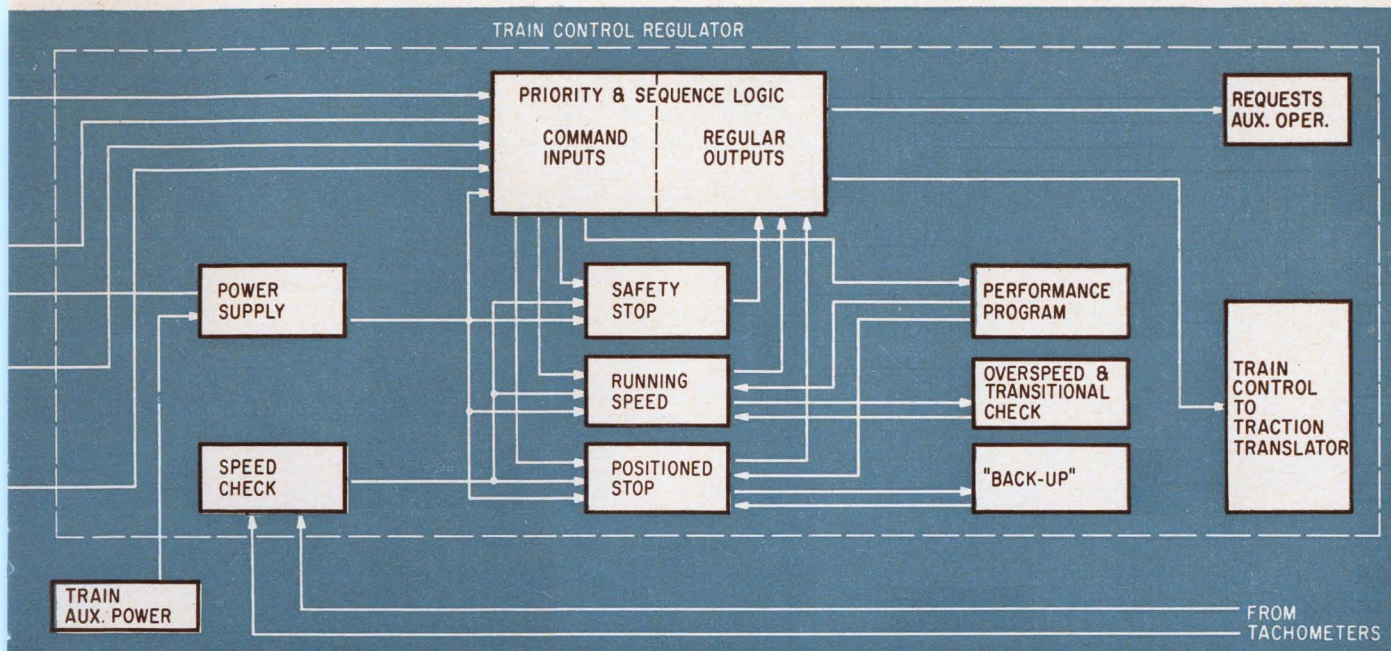 TRAIN CONTROL REGULATOR
PRIORITY & SEQUENCE LOGIC
COMMAND
INPUTS
REGULAR
OUTPUTS
REQUESTS
AUX. OPER.
POWER
SUPPLY
SAFETY
STOP
PERFORMANCE
PROGRAM
RUNNING
SPEED
OVERSPEED &
TRANSITIONAL
CHECK
TRAIN
CONTROL
TO
TRACTION
TRANSLATOR
SPEED
CHECK
POSITIONED
STOP
"BACK-UP"
TRAIN
AUX. POWER
FROM
TACHOMETERS